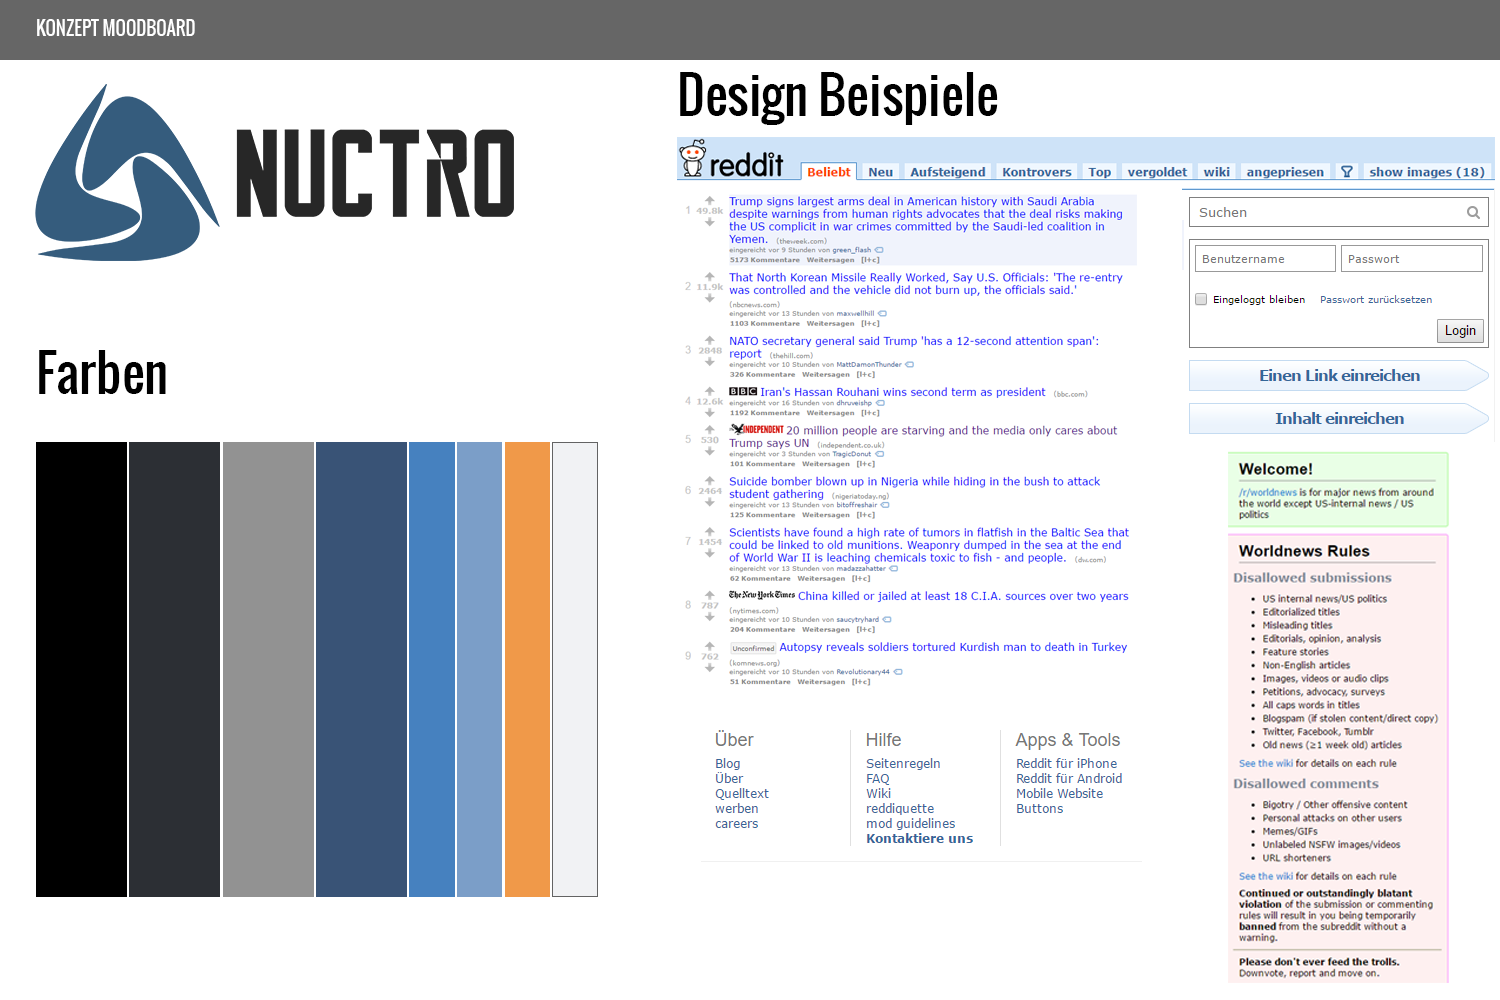 KONZEPT MOODBOARD
NUCTRO
Farben
Design Beispiele
reddit
Beliebt Neu Aufsteigend Kontrovers Top vergoldet wiki angepriesen show images (18)
1 49.8k
Trump signs largest arms deal in American history with Saudi Arabia
despite warnings from human rights advocates that the deal risks making
the US complicit in war crimes committed by the Saudi-led coalition in
Yemen. (theweek.com)
eingereicht vor 9 Stunden von green_flash
5173 Kommentare Weitersagen [l+c]
2 11.9k
That North Korean Missile Really Worked, Say U.S. Officials: 'The re-entry
was controlled and the vehicle did not burn up, the officials said.'
(nbcnews.com)
eingereicht vor 13 Stunden von maxwellhill
1103 Kommentare Weitersagen [l+c]
3 2848
NATO secretary general said Trump 'has a 12-second attention span':
report (thehill.com)
eingereicht vor 10 Stunden von MattDamonThunder
326 Kommentare Weitersagen [l+c]
4 12.6k
BBC Iran's Hassan Rouhani wins second term as president (bbc.com)
eingereicht vor 16 Stunden von dhruveishp
1192 Kommentare Weitersagen [l+c]
5 530
INDEPENDENT 20 million people are starving and the media only cares about
Trump says UN (independent.co.uk)
eingereicht vor 3 Stunden von TragicDonut
101 Kommentare Weitersagen [l+c]
6 2464
Suicide bomber blown up in Nigeria while hiding in the bush to attack
student gathering (nigeriatoday.ng)
eingereicht vor 13 Stunden von bitoffreshair
125 Kommentare Weitersagen [l+c]
7 1454
Scientists have found a high rate of tumors in flatfish in the Baltic Sea that
could be linked to old munitions. Weaponry dumped in the sea at the end
of World War II is leaching chemicals toxic to fish - and people. (dw.com)
eingereicht vor 13 Stunden von madazzahatter
62 Kommentare Weitersagen [l+c]
8 787
The New York Times China killed or jailed at least 18 C.I.A. sources over two years
(nytimes.com)
eingereicht vor 10 Stunden von saucytryhard
204 Kommentare Weitersagen [l+c]
9 762
Unconfirmed Autopsy reveals soldiers tortured Kurdish man to death in Turkey
(komnews.org)
eingereicht vor 10 Stunden von Revolutionary44
51 Kommentare Weitersagen [l+c]
Über
Blog
Über
Quelltext
werben
careers
Hilfe
Seitenregeln
FAQ
Wiki
reddiquette
mod guidelines
Kontaktiere uns
Apps & Tools
Reddit für iPhone
Reddit für Android
Mobile Website
Buttons
Suchen
Benutzername Passwort
Eingeloggt bleiben Passwort zurücksetzen
Login
Einen Link einreichen
Inhalt einreichen
Welcome!
/r/worldnews is for major news from around
the world except US-internal news / US
politics
Worldnews Rules
Disallowed submissions
• US internal news/US politics
• Editorialized titles
• Misleading titles
• Editorials, opinion, analysis
• Feature stories
• Non-English articles
• Images, videos or audio clips
• Petitions, advocacy, surveys
• All caps words in titles
• Blogspam (if stolen content/direct copy)
• Twitter, Facebook, Tumblr
• Old news (≥1 week old) articles
See the wiki for details on each rule
Disallowed comments
• Bigotry / Other offensive content
• Personal attacks on other users
• Memes/GIFs
• Unlabeled NSFW images/videos
• URL shorteners
See the wiki for details on each rule
Continued or outstandingly blatant
violation of the submission or commenting
rules will result in you being temporarily
banned from the subreddit without a
warning.
Please don't ever feed the trolls.
Downvote, report and move on.